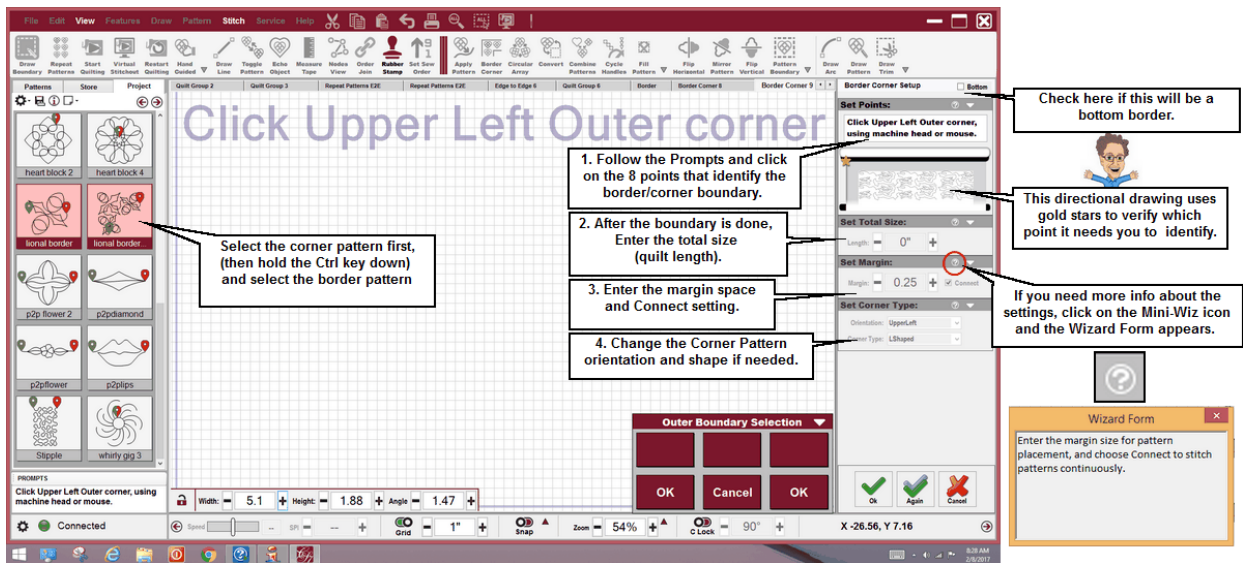 File Edit View Features Draw Pattern Stitch Service Help
Draw Boundary
Repeat Patterns
Start Quilting
Virtual Stitchout
Restart Quilting
Hand Guided
Draw Line
Toggle Pattern
Echo Object
Measure Tape
Nodes View
Order Join
Rubber Stamp
Set Sew Order
Apply Pattern
Border Corner
Circular Array
Convert
Combine Patterns
Cycle Handles
Fill Pattern
Flip Horizontal
Mirror Pattern
Flip Vertical
Pattern Boundary
Draw Arc
Draw Pattern
Draw Trim
Patterns Store Project
Quilt Group 2 Quilt Group 3 Repeat Patterns E2E Repeat Patterns E2E Edge to Edge 6 Quilt Group 6 Border Border Corner 8 Border Corner 9
Border Corner Setup Bottom
heart block 2 heart block 4
lional border lional border...
p2p flower 2 p2pdiamond
p2pflower p2plips
Stipple whirly gig 3
PROMPTS
Click Upper Left Outer corner, using
machine head or mouse.
Click Upper Left Outer corner
Select the corner pattern first,
(then hold the Ctrl key down)
and select the border pattern
1. Follow the Prompts and click
on the 8 points that identify the
border/corner boundary.
2. After the boundary is done,
Enter the total size
(quilt length).
3. Enter the margin space
and Connect setting.
4. Change the Corner Pattern
orientation and shape if needed.
Set Points:
Click Upper Left Outer corner,
using machine head or mouse.
Set Total Size:
Length: 0"
Set Margin:
Margin: 0.25 Connect
Set Corner Type:
Orientation: UpperLeft
Corner Type: LShaped
Check here if this will be a
bottom border.
This directional drawing uses
gold stars to verify which
point it needs you to identify.
If you need more info about the
settings, click on the Mini-Wiz icon
and the Wizard Form appears.
Wizard Form
Enter the margin size for pattern
placement, and choose Connect to stitch
patterns continuously.
Outer Boundary Selection
OK Cancel OK
Ok Again Cancel
Width: 5.1 Height: 1.88 Angle 1.47
Connected
Speed -- SPI -- Grid 1" Snap Zoom 54% C Lock 90° X -26.56, Y 7.16
8:28 AM
2/8/2017